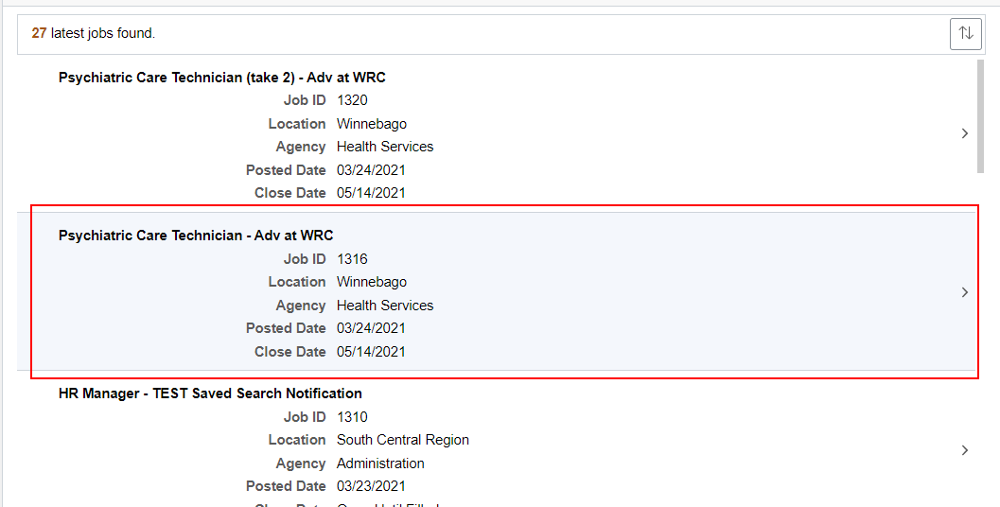 27 latest jobs found.
Psychiatric Care Technician (take 2) - Adv at WRC
Job ID 1320
Location Winnebago
Agency Health Services
Posted Date 03/24/2021
Close Date 05/14/2021
Psychiatric Care Technician - Adv at WRC
Job ID 1316
Location Winnebago
Agency Health Services
Posted Date 03/24/2021
Close Date 05/14/2021
HR Manager - TEST Saved Search Notification
Job ID 1310
Location South Central Region
Agency Administration
Posted Date 03/23/2021